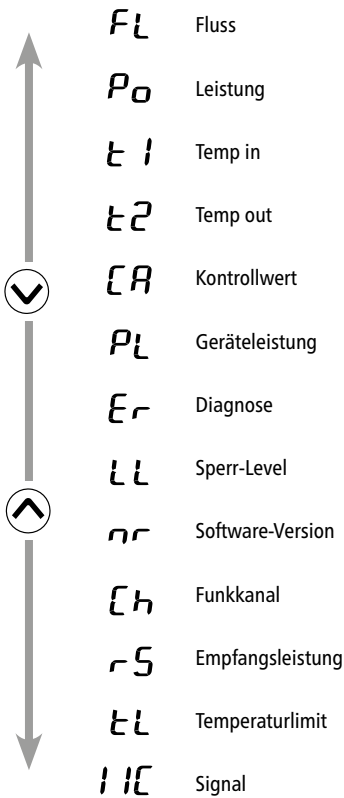 FL Fluss
Po Leistung
t1 Temp in
t2 Temp out
CA Kontrollwert
PL Geräteleistung
Er Diagnose
LL Sperr-Level
nr Software-Version
Ch Funkkanal
rS Empfangsleistung
tL Temperaturlimit
IIC Signal